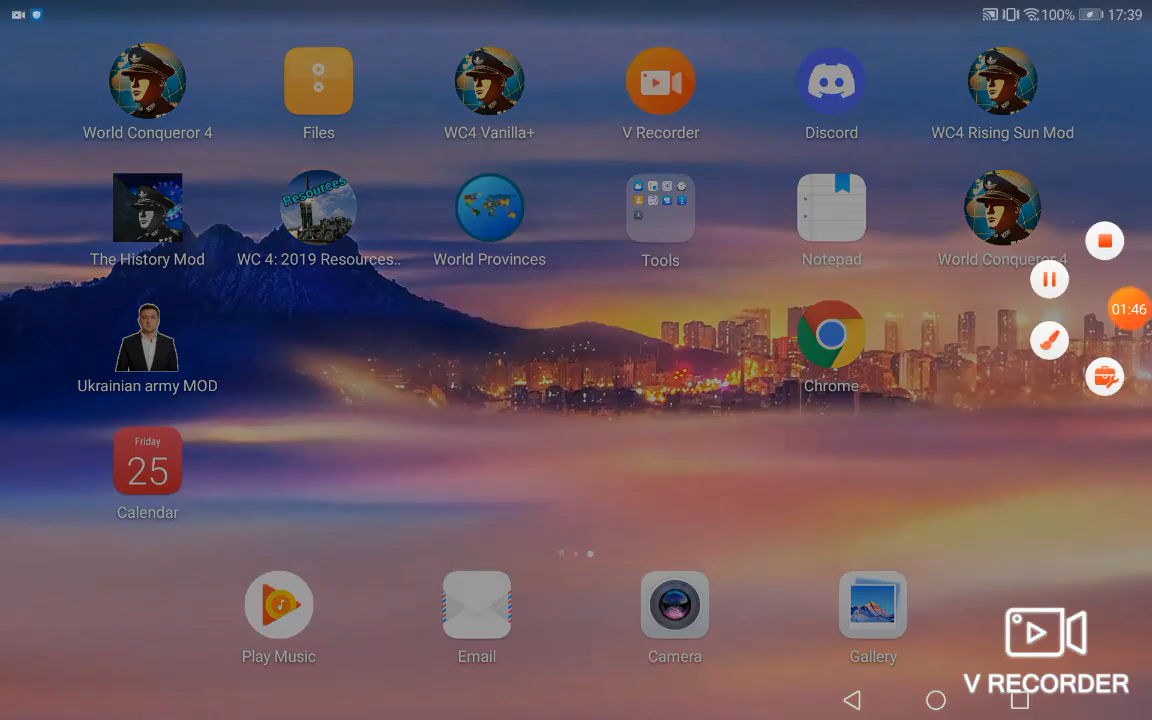 100% 17:39
World Conqueror 4
Files
WC4 Vanilla+
V Recorder
Discord
WC4 Rising Sun Mod
Resources
The History Mod
WC 4: 2019 Resources..
World Provinces
Tools
Notepad
World Conqueror 4
01:46
Ukrainian army MOD
Chrome
Friday
25
Calendar
Play Music
Email
Camera
Gallery
V RECORDER